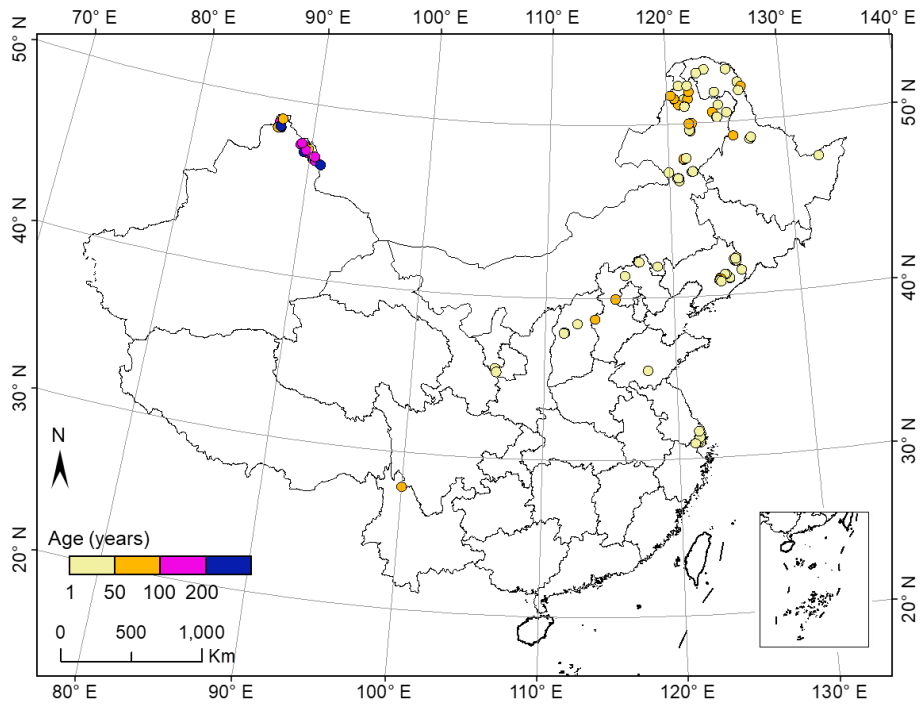 70° E 80° E 90° E 100° E 110° E 120° E 130° E 140° E
50° N
50° N
40° N
40° N
30° N
30° N
20° N
20° N
N
Age (years)
1 50 100 200
0 500 1,000
Km
80° E 90° E 100° E 110° E 120° E 130° E